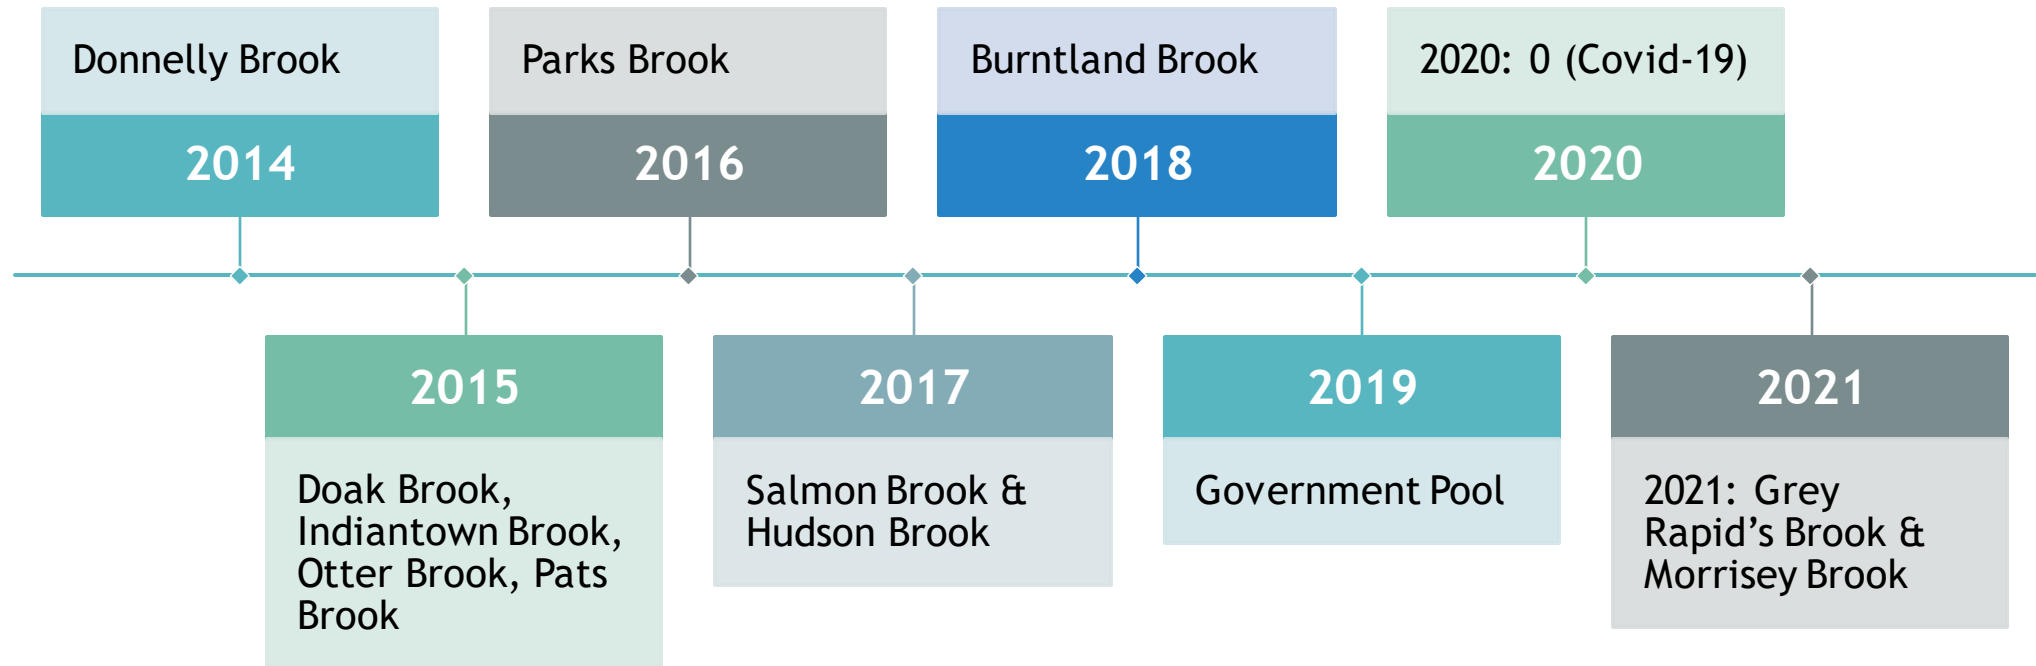 Donnelly Brook
2014
Parks Brook
2016
Burntland Brook
2018
2020: 0 (Covid-19)
2020
2015
Doak Brook,
Indiantown Brook,
Otter Brook, Pats
Brook
2017
Salmon Brook &
Hudson Brook
2019
Government Pool
2021
2021: Grey
Rapid’s Brook &
Morrisey Brook